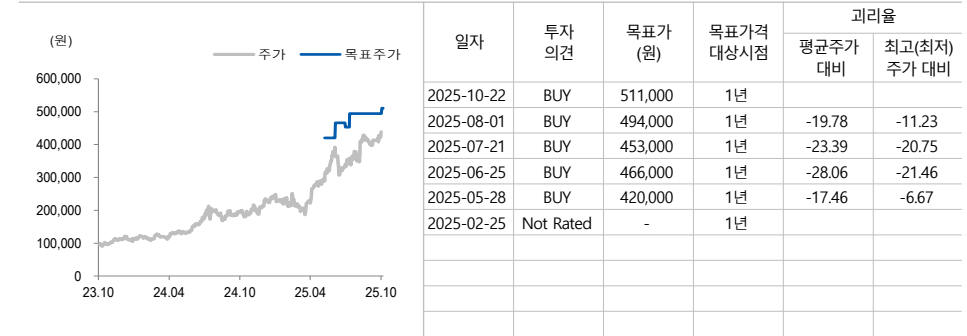 (원)
주가 목표주가
600,000
500,000
400,000
300,000
200,000
100,000
0
23.10 24.04 24.10 25.04 25.10
일자 투자의견 목표가(원) 목표가격 대상시점 괴리율
평균주가 대비 최고(최저) 주가 대비
2025-10-22 BUY 511,000 1년
2025-08-01 BUY 494,000 1년 -19.78 -11.23
2025-07-21 BUY 453,000 1년 -23.39 -20.75
2025-06-25 BUY 466,000 1년 -28.06 -21.46
2025-05-28 BUY 420,000 1년 -17.46 -6.67
2025-02-25 Not Rated - 1년